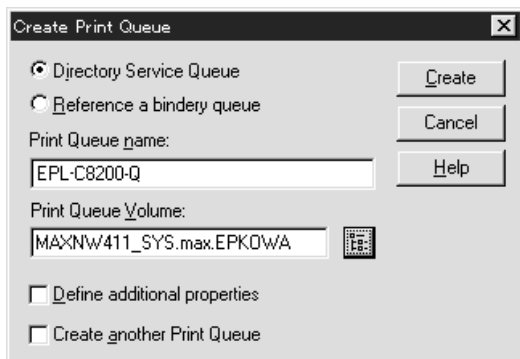 Create Print Queue
Directory Service Queue
Reference a bindery queue
Print Queue name:
EPL-C8200-Q
Print Queue Volume:
MAXNW411_SYS.max.EPKOWA
Define additional properties
Create another Print Queue
Create
Cancel
Help